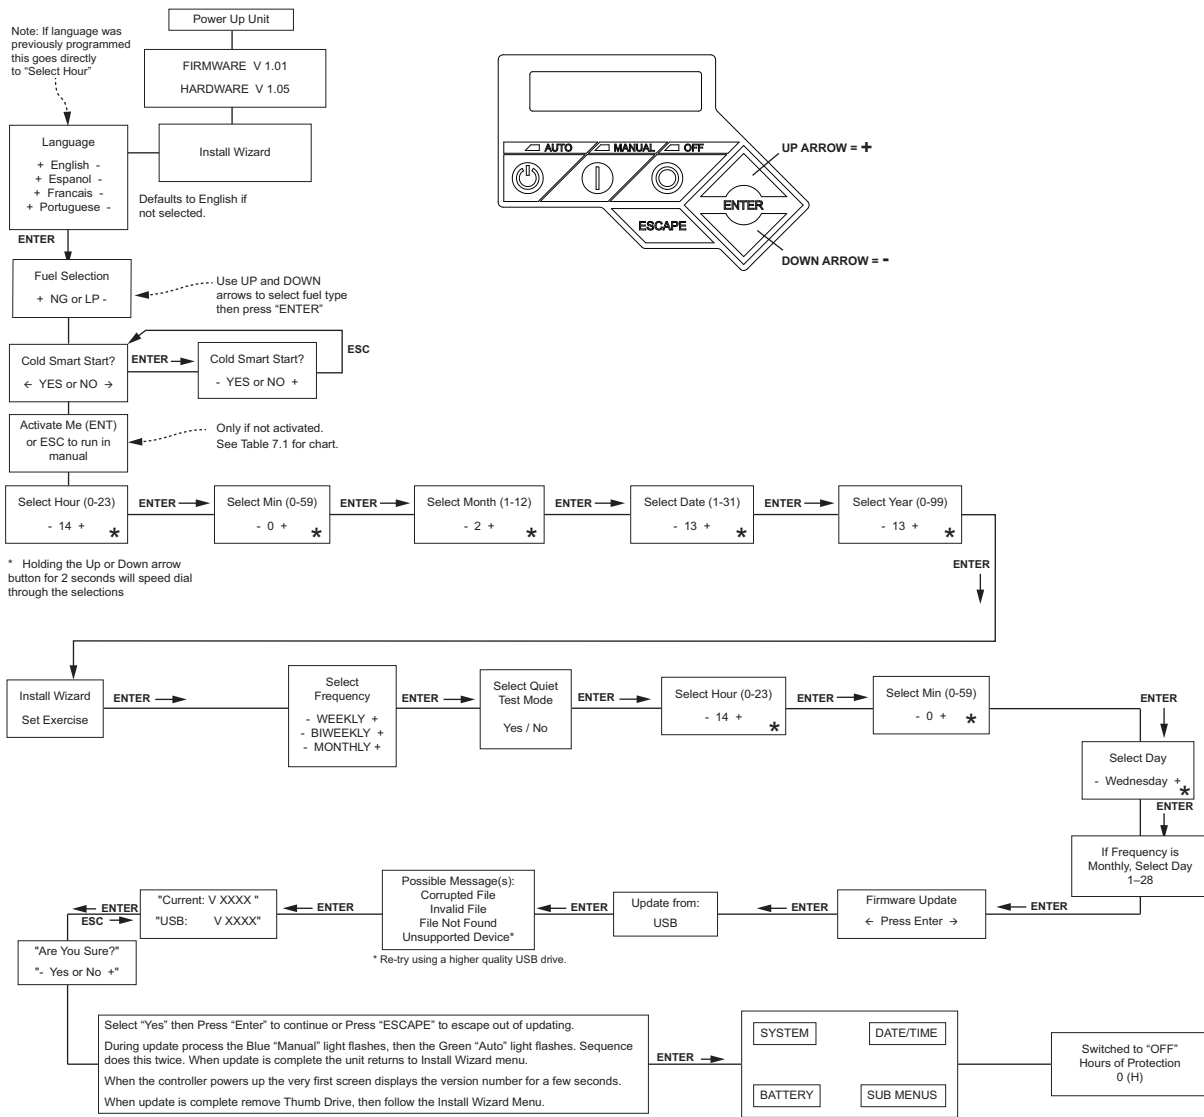 Power Up Unit
Note: If language was
previously programmed
this goes directly
to “Select Hour”
FIRMWARE V 1.01
HARDWARE V 1.05
Install Wizard
Language
+ English -
+ Espanol -
+ Francais -
+ Portuguese -
Defaults to English if
not selected.
ENTER
AUTO
MANUAL
OFF
UP ARROW = +
ENTER
ESCAPE
DOWN ARROW = -
Fuel Selection
+ NG or LP -
Use UP and DOWN
arrows to select fuel type
then press “ENTER”
Cold Smart Start?
← YES or NO →
ENTER
Cold Smart Start?
- YES or NO +
ESC
Activate Me (ENT)
or ESC to run in
manual
Only if not activated.
See Table 7.1 for chart.
Select Hour (0-23)
- 14 +
*
ENTER
Select Min (0-59)
- 0 +
*
ENTER
Select Month (1-12)
- 2 +
*
ENTER
Select Date (1-31)
- 13 +
*
ENTER
Select Year (0-99)
- 13 +
*
ENTER
* Holding the Up or Down arrow
button for 2 seconds will speed dial
through the selections
Install Wizard
Set Exercise
ENTER
Select
Frequency
- WEEKLY +
- BIWEEKLY +
- MONTHLY +
ENTER
Select Quiet
Test Mode
Yes / No
ENTER
Select Hour (0-23)
- 14 +
*
ENTER
Select Min (0-59)
- 0 +
*
ENTER
Select Day
- Wednesday +
*
ENTER
If Frequency is
Monthly, Select Day
1–28
ENTER
Firmware Update
← Press Enter →
ENTER
Update from:
USB
ENTER
Possible Message(s):
Corrupted File
Invalid File
File Not Found
Unsupported Device*
* Re-try using a higher quality USB drive.
ENTER
"Current: V XXXX "
"USB: V XXXX"
ENTER
ESC
"Are You Sure?"
"- Yes or No +"
Select “Yes” then Press “Enter” to continue or Press “ESCAPE” to escape out of updating.
During update process the Blue “Manual” light flashes, then the Green “Auto” light flashes. Sequence
does this twice. When update is complete the unit returns to Install Wizard menu.
When the controller powers up the very first screen displays the version number for a few seconds.
When update is complete remove Thumb Drive, then follow the Install Wizard Menu.
ENTER
SYSTEM
DATE/TIME
BATTERY
SUB MENUS
Switched to “OFF”
Hours of Protection
0 (H)